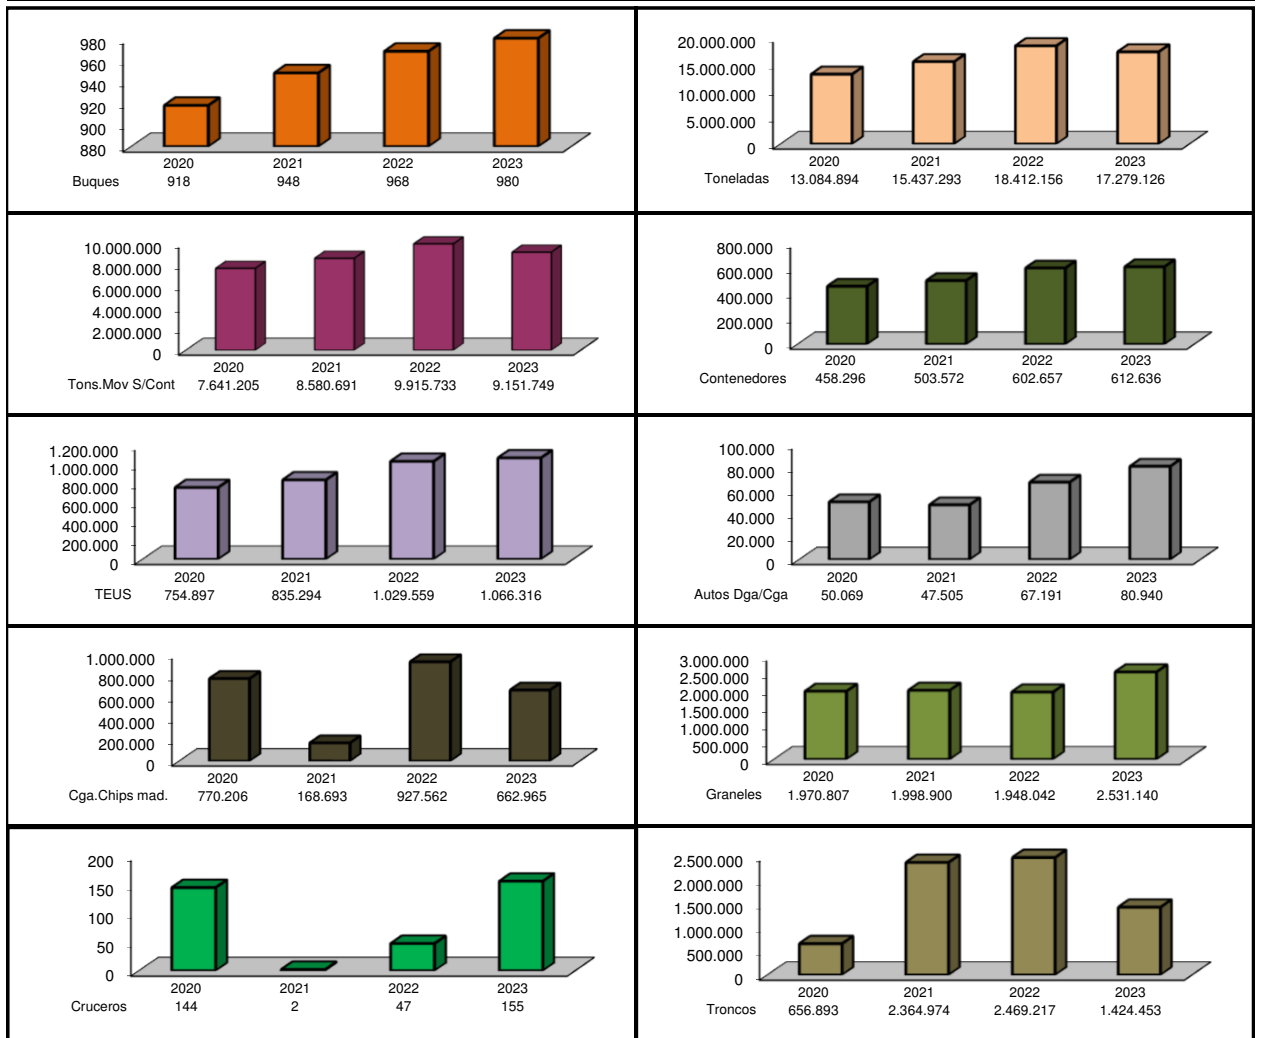 980
960
940
920
900
880
2020 2021 2022 2023
Buques 918 948 968 980
20.000.000
15.000.000
10.000.000
5.000.000
0
2020 2021 2022 2023
Toneladas 13.084.894 15.437.293 18.412.156 17.279.126
10.000.000
8.000.000
6.000.000
4.000.000
2.000.000
0
2020 2021 2022 2023
Tons.Mov S/Cont 7.641.205 8.580.691 9.915.733 9.151.749
800.000
600.000
400.000
200.000
0
2020 2021 2022 2023
Contenedores 458.296 503.572 602.657 612.636
1.200.000
1.000.000
800.000
600.000
400.000
200.000
0
2020 2021 2022 2023
TEUS 754.897 835.294 1.029.559 1.066.316
100.000
80.000
60.000
40.000
20.000
0
2020 2021 2022 2023
Autos Dga/Cga 50.069 47.505 67.191 80.940
1.000.000
800.000
600.000
400.000
200.000
0
2020 2021 2022 2023
Cga.Chips mad. 770.206 168.693 927.562 662.965
3.000.000
2.500.000
2.000.000
1.500.000
1.000.000
500.000
0
2020 2021 2022 2023
Graneles 1.970.807 1.998.900 1.948.042 2.531.140
200
150
100
50
0
2020 2021 2022 2023
Cruceros 144 2 47 155
2.500.000
2.000.000
1.500.000
1.000.000
500.000
0
2020 2021 2022 2023
Troncos 656.893 2.364.974 2.469.217 1.424.453